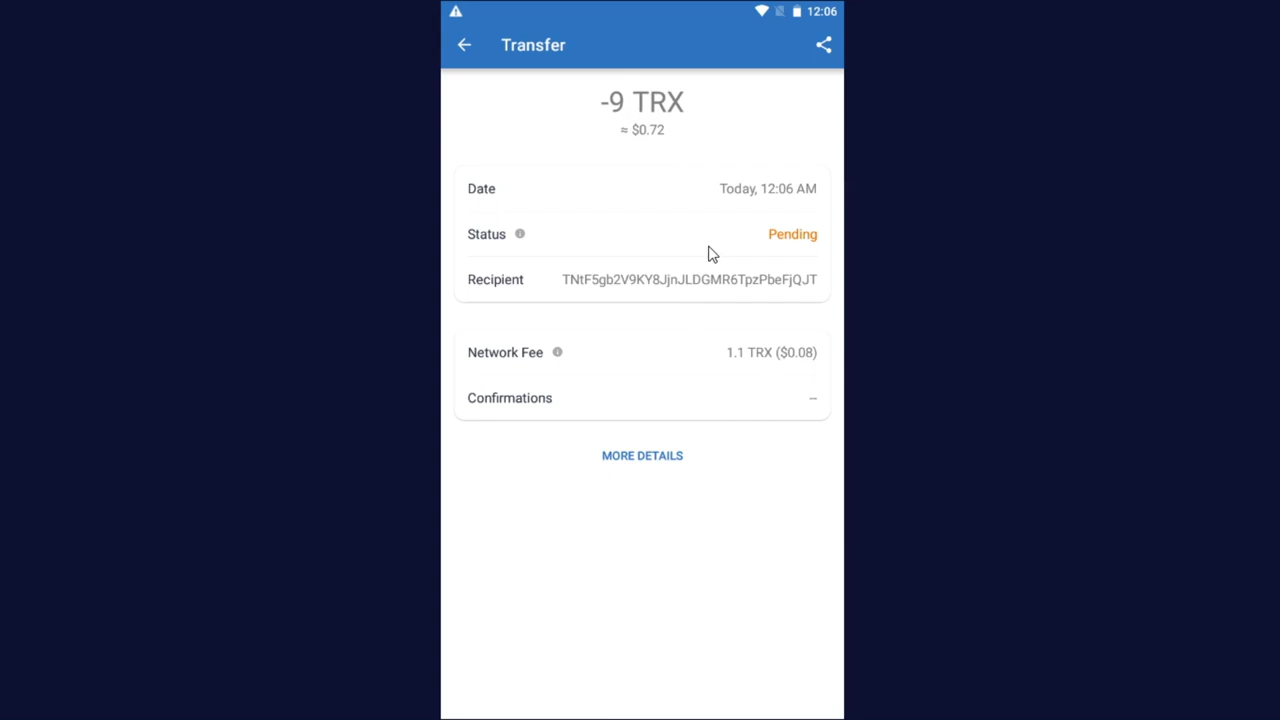 12:06
Transfer
-9 TRX
≈ $0.72
Date Today, 12:06 AM
Status Pending
Recipient TNtF5gb2V9KY8JjnJLDGMR6TpzPbeFjQJT
Network Fee 1.1 TRX ($0.08)
Confirmations --
MORE DETAILS